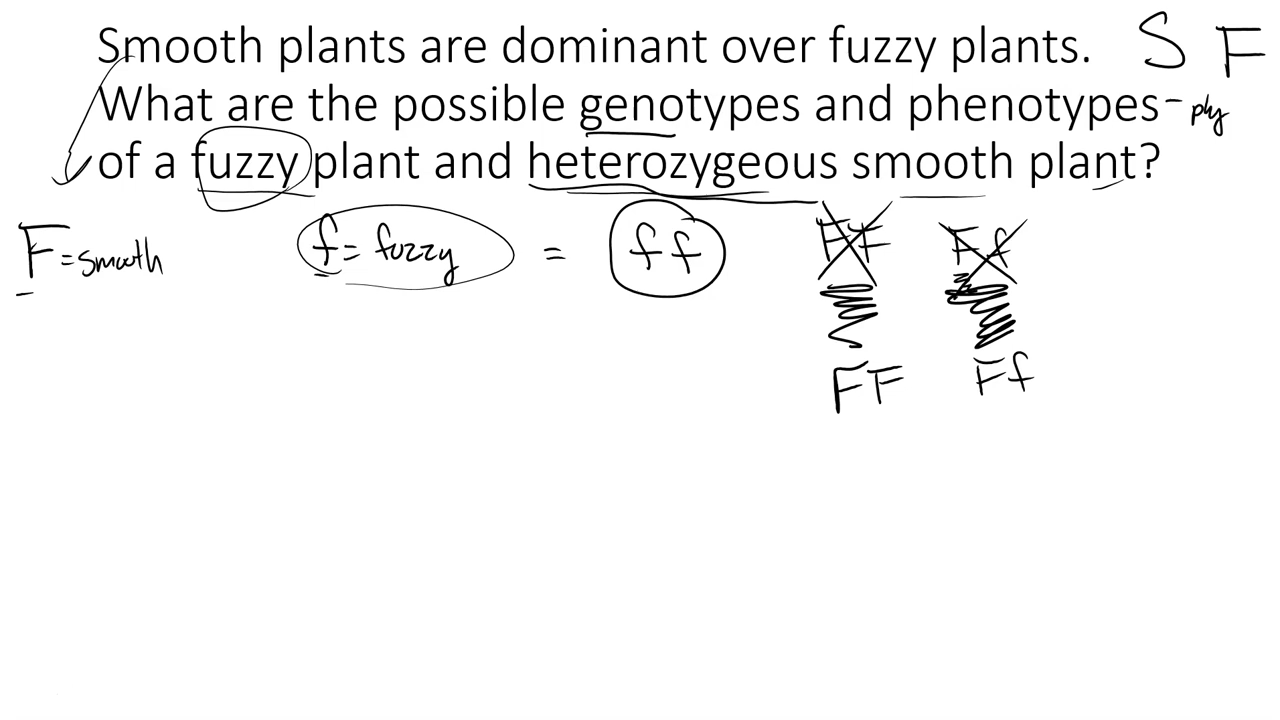 Smooth plants are dominant over fuzzy plants. S F
What are the possible genotypes and phenotypes - phy
of a fuzzy plant and heterozygeous smooth plant?
F = smooth f = fuzzy = ff FF Ff
FF Ff